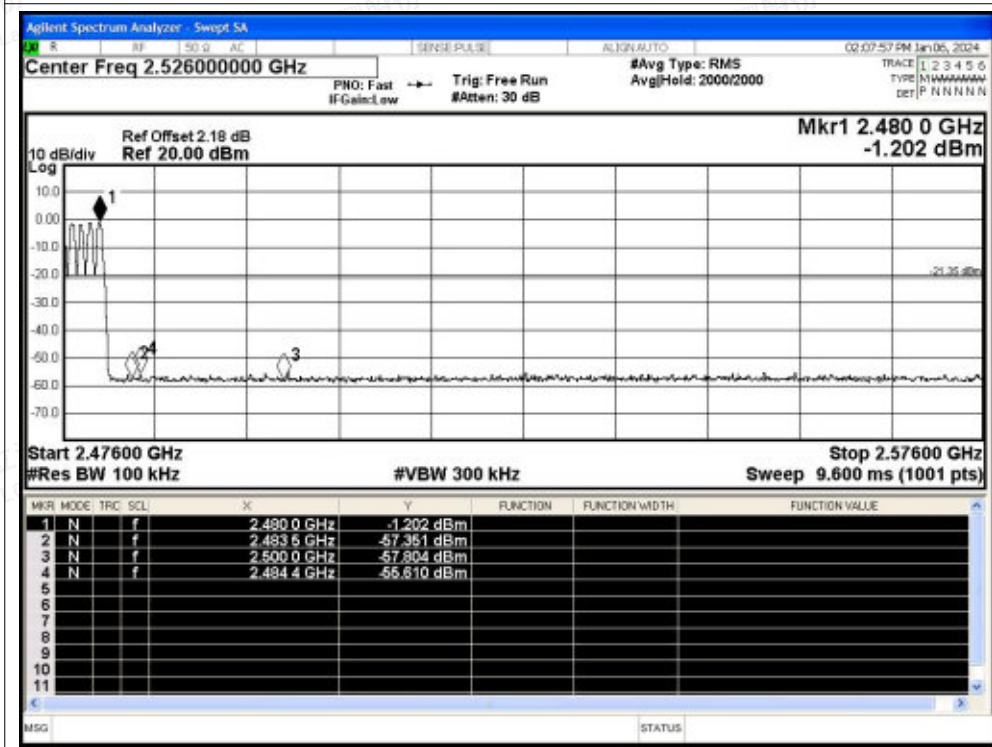 Agilent Spectrum Analyzer - Swept SA
R RF 50 Ω AC SENSE:PULSE ALIGN AUTO 02:07:57 PM Jan 06, 2024
Center Freq 2.526000000 GHz
PNO: Fast
IFGain:Low
Trig: Free Run
#Atten: 30 dB
#Avg Type: RMS
Avg|Hold: 2000/2000
TRACE 1 2 3 4 5 6
TYPE M
DET P N N N N N
Mkr1 2.480 0 GHz
-1.202 dBm
Ref Offset 2.18 dB
10 dB/div Ref 20.00 dBm
Log
10.0
1
0.00
-10.0
-20.0
-21.35 dBm
-30.0
-40.0
4
3
-50.0
-60.0
-70.0
Start 2.47600 GHz Stop 2.57600 GHz
#Res BW 100 kHz #VBW 300 kHz Sweep 9.600 ms (1001 pts)
MKR MODE TRC SCL X Y FUNCTION FUNCTION WIDTH FUNCTION VALUE
1 N f 2.480 0 GHz -1.202 dBm
2 N f 2.483 5 GHz -57.351 dBm
3 N f 2.500 0 GHz -57.804 dBm
4 N f 2.484 4 GHz -55.610 dBm
5
6
7
8
9
10
11
MSG STATUS